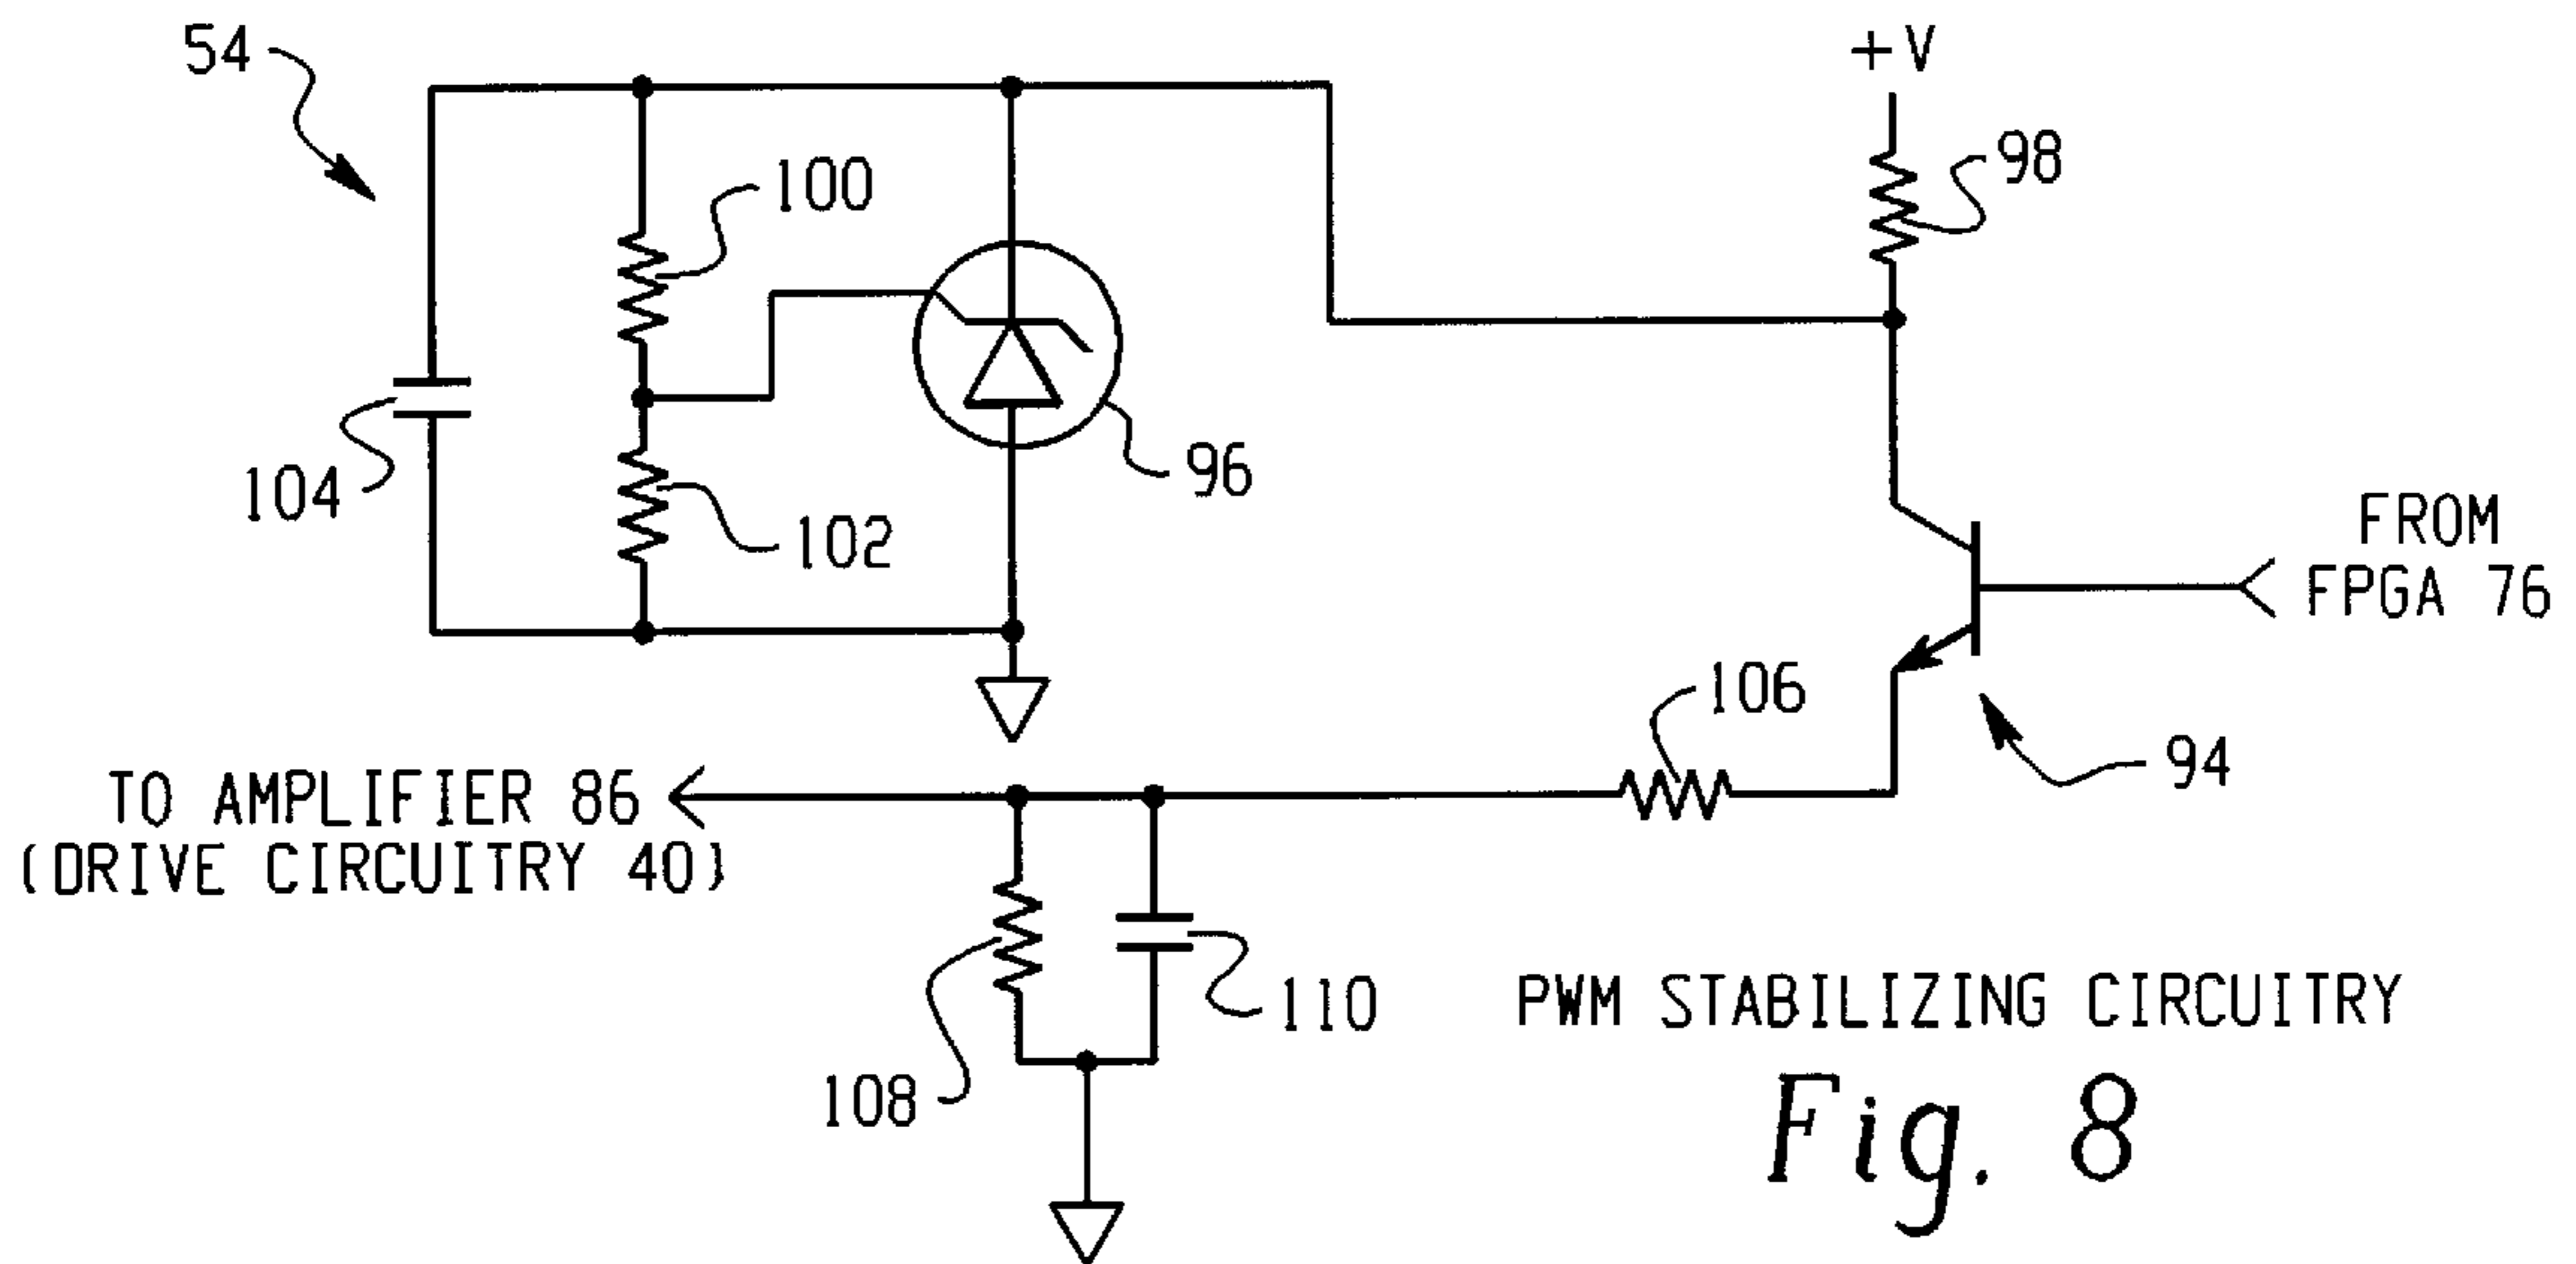 54
+V
98
100
96
104
102
FROM
FPGA 76
106
94
TO AMPLIFIER 86
(DRIVE CIRCUITRY 40)
108
110
PWM STABILIZING CIRCUITRY
Fig. 8